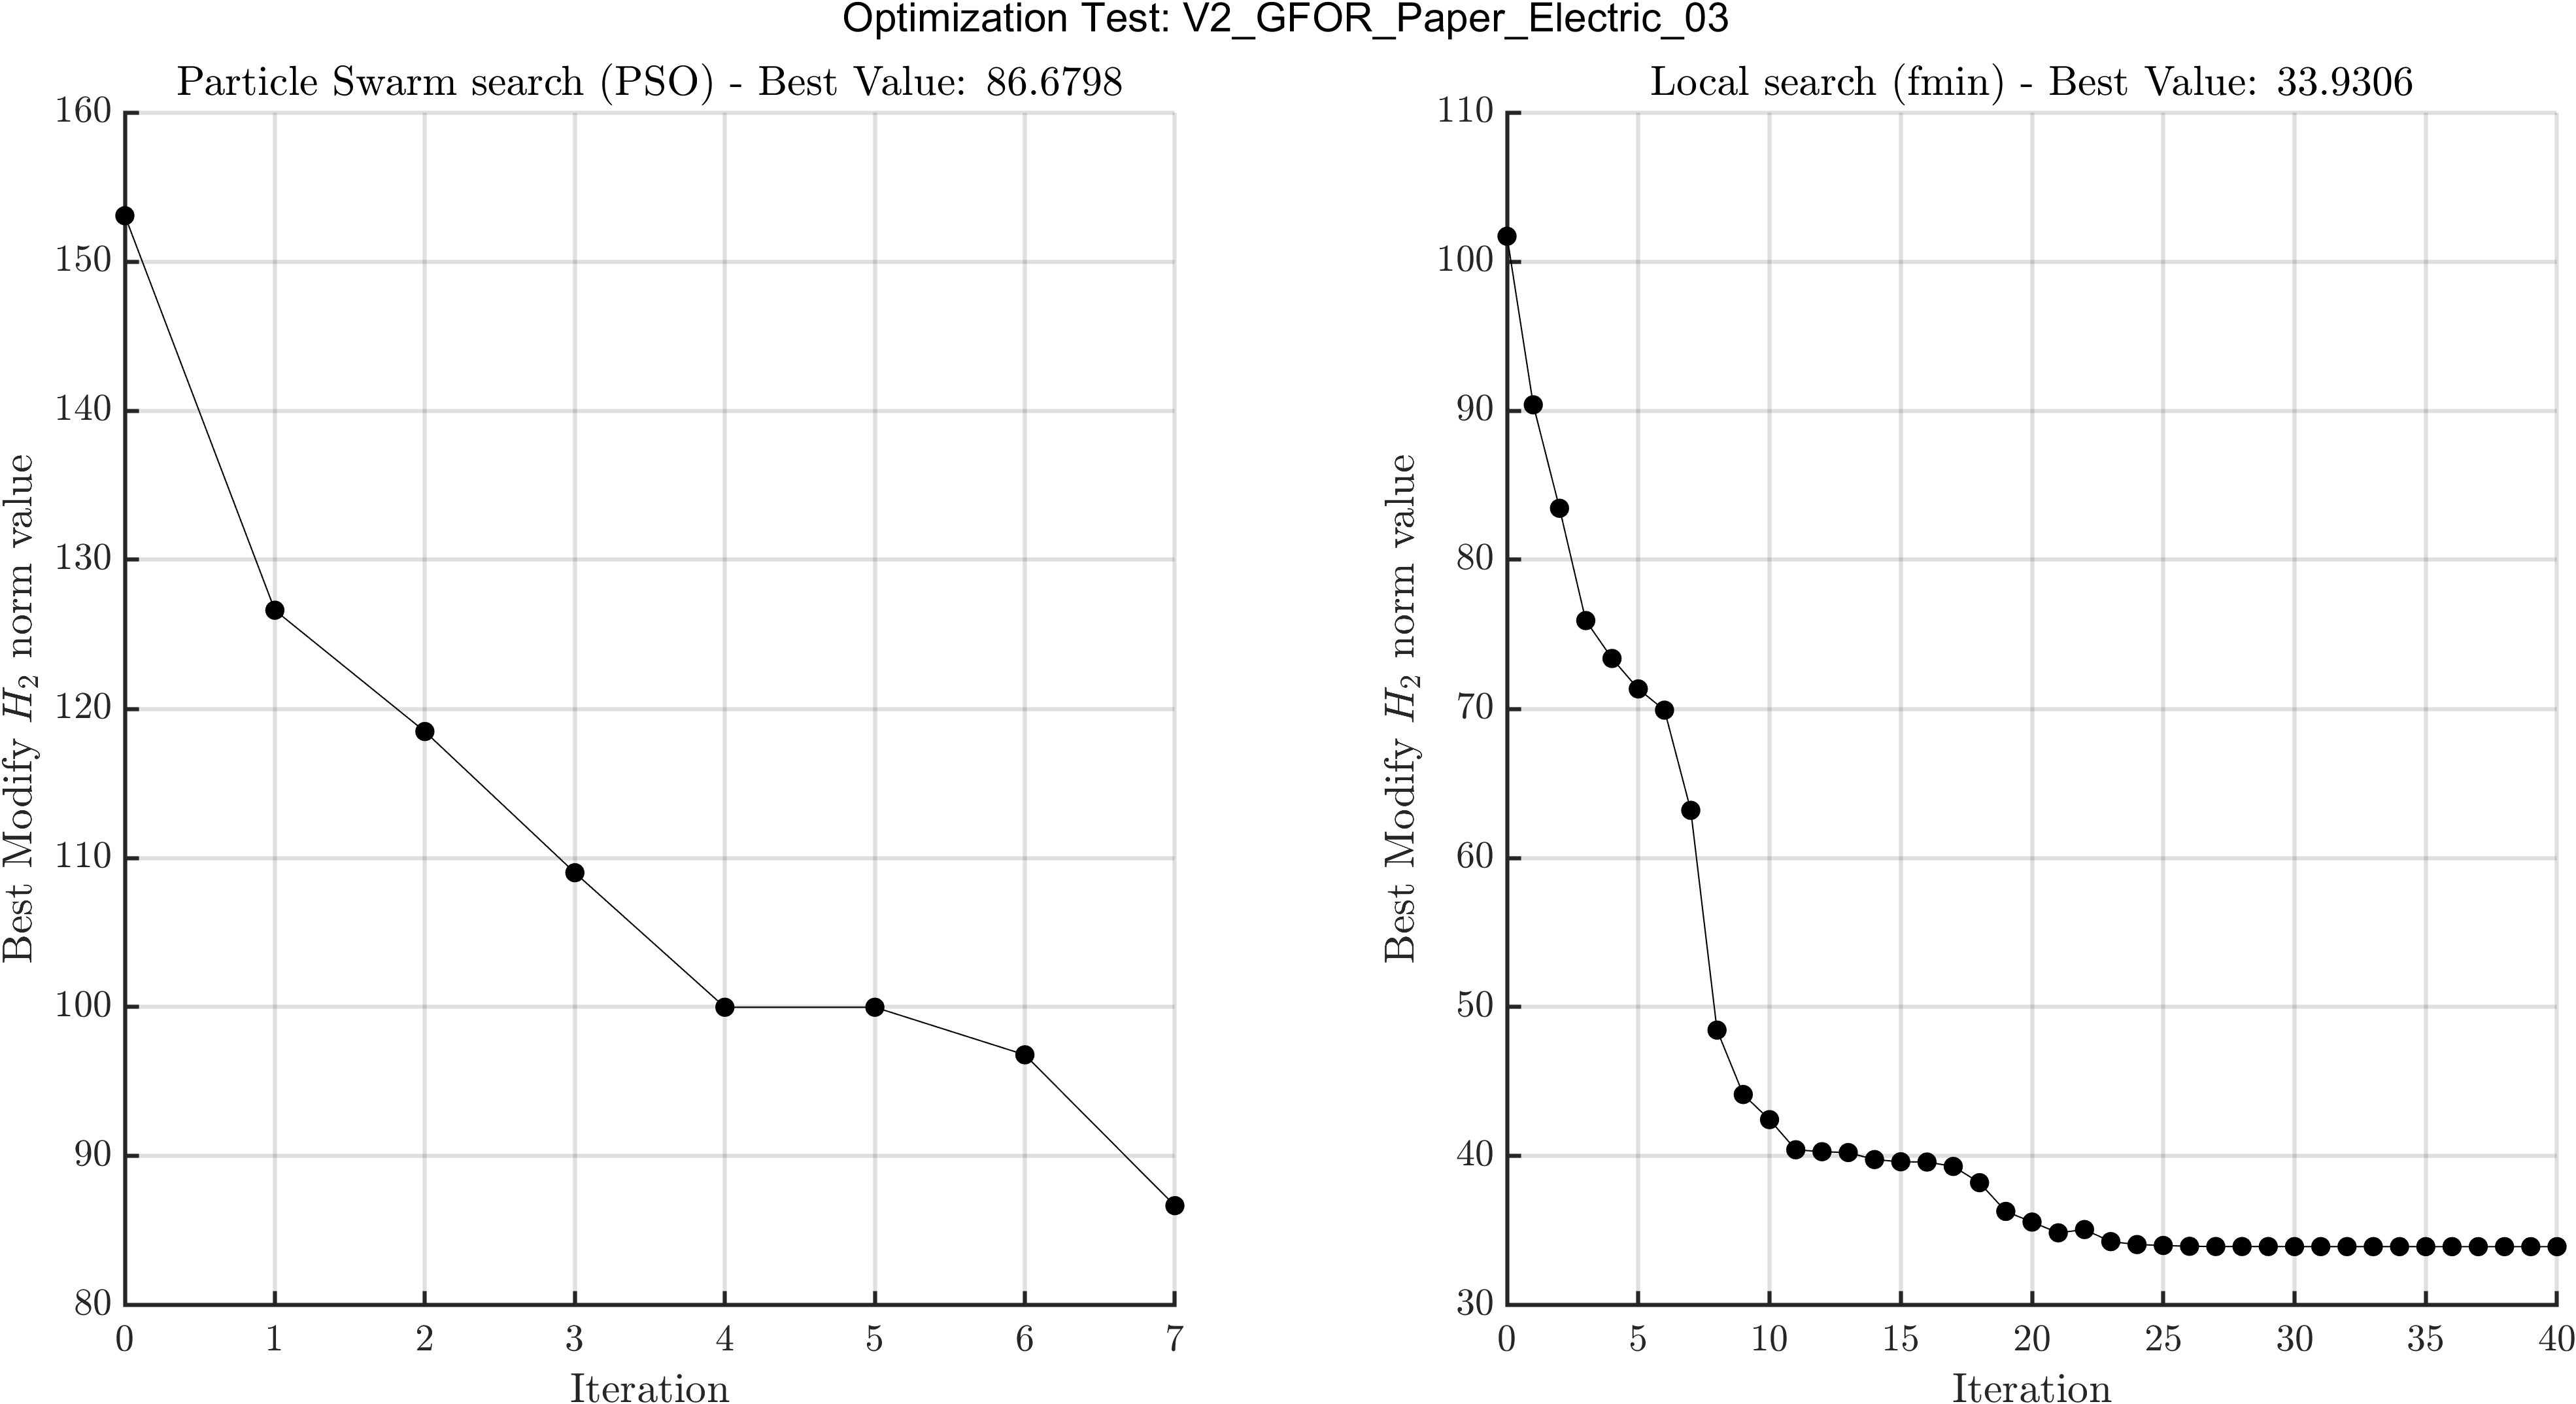 Optimization Test: V2_GFOR_Paper_Electric_03
Particle Swarm search (PSO) - Best Value: 86.6798
160
150
140
130
120
110
100
90
80
Best Modify H2 norm value
0 1 2 3 4 5 6 7
Iteration
Local search (fmin) - Best Value: 33.9306
110
100
90
80
70
60
50
40
30
Best Modify H2 norm value
0 5 10 15 20 25 30 35 40
Iteration